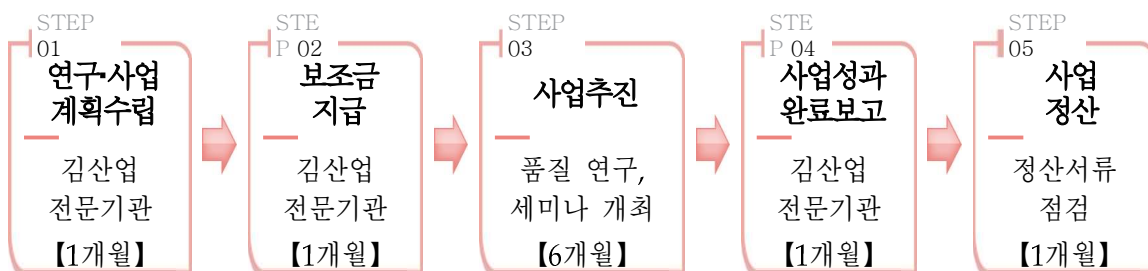 STEP
01
연구·사업
계획수립
김산업
전문기관
【1개월】
STE
P 02
보조금
지급
김산업
전문기관
【1개월】
STEP
03
사업추진
품질 연구,
세미나 개최
【6개월】
STE
P 04
사업성과
완료보고
김산업
전문기관
【1개월】
STEP
05
사업
정산
정산서류
점검
【1개월】